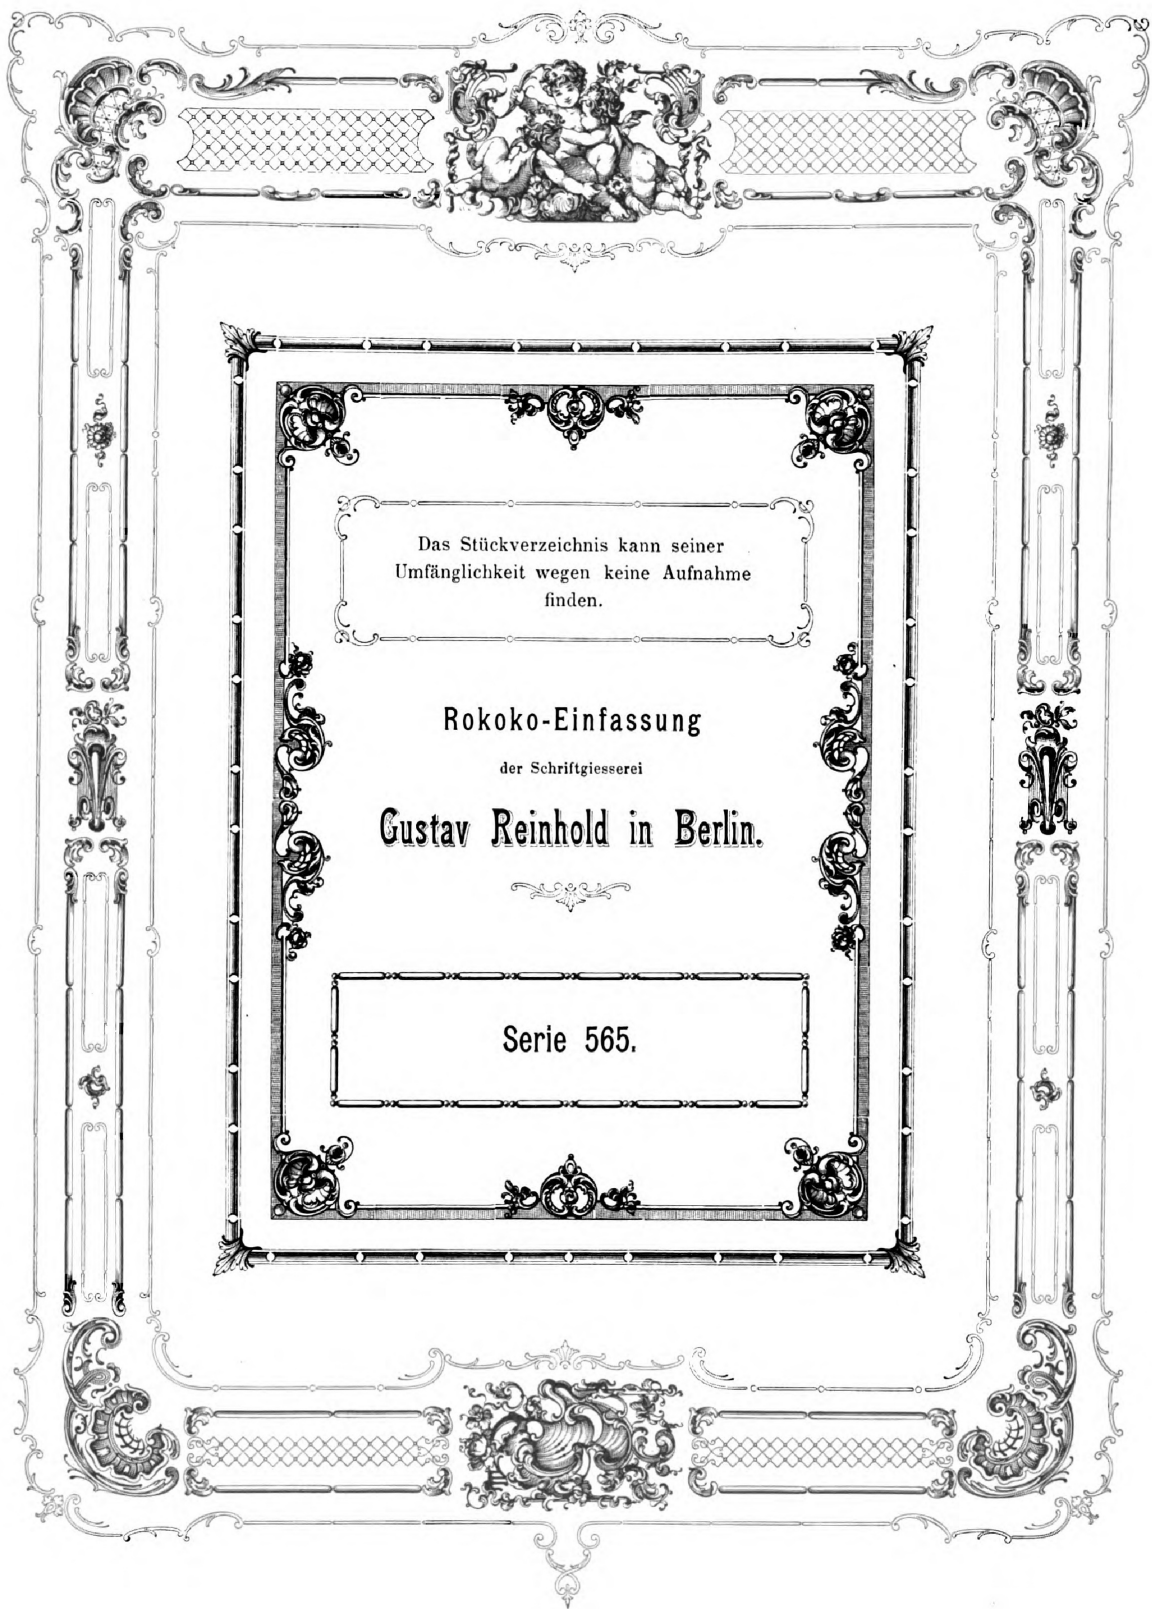 Das Stückverzeichnis kann seiner
Umfänglichkeit wegen keine Aufnahme
finden.
Rokoko-Einfassung
der Schriftgiesserei
Gustav Reinhold in Berlin.
Serie 565.